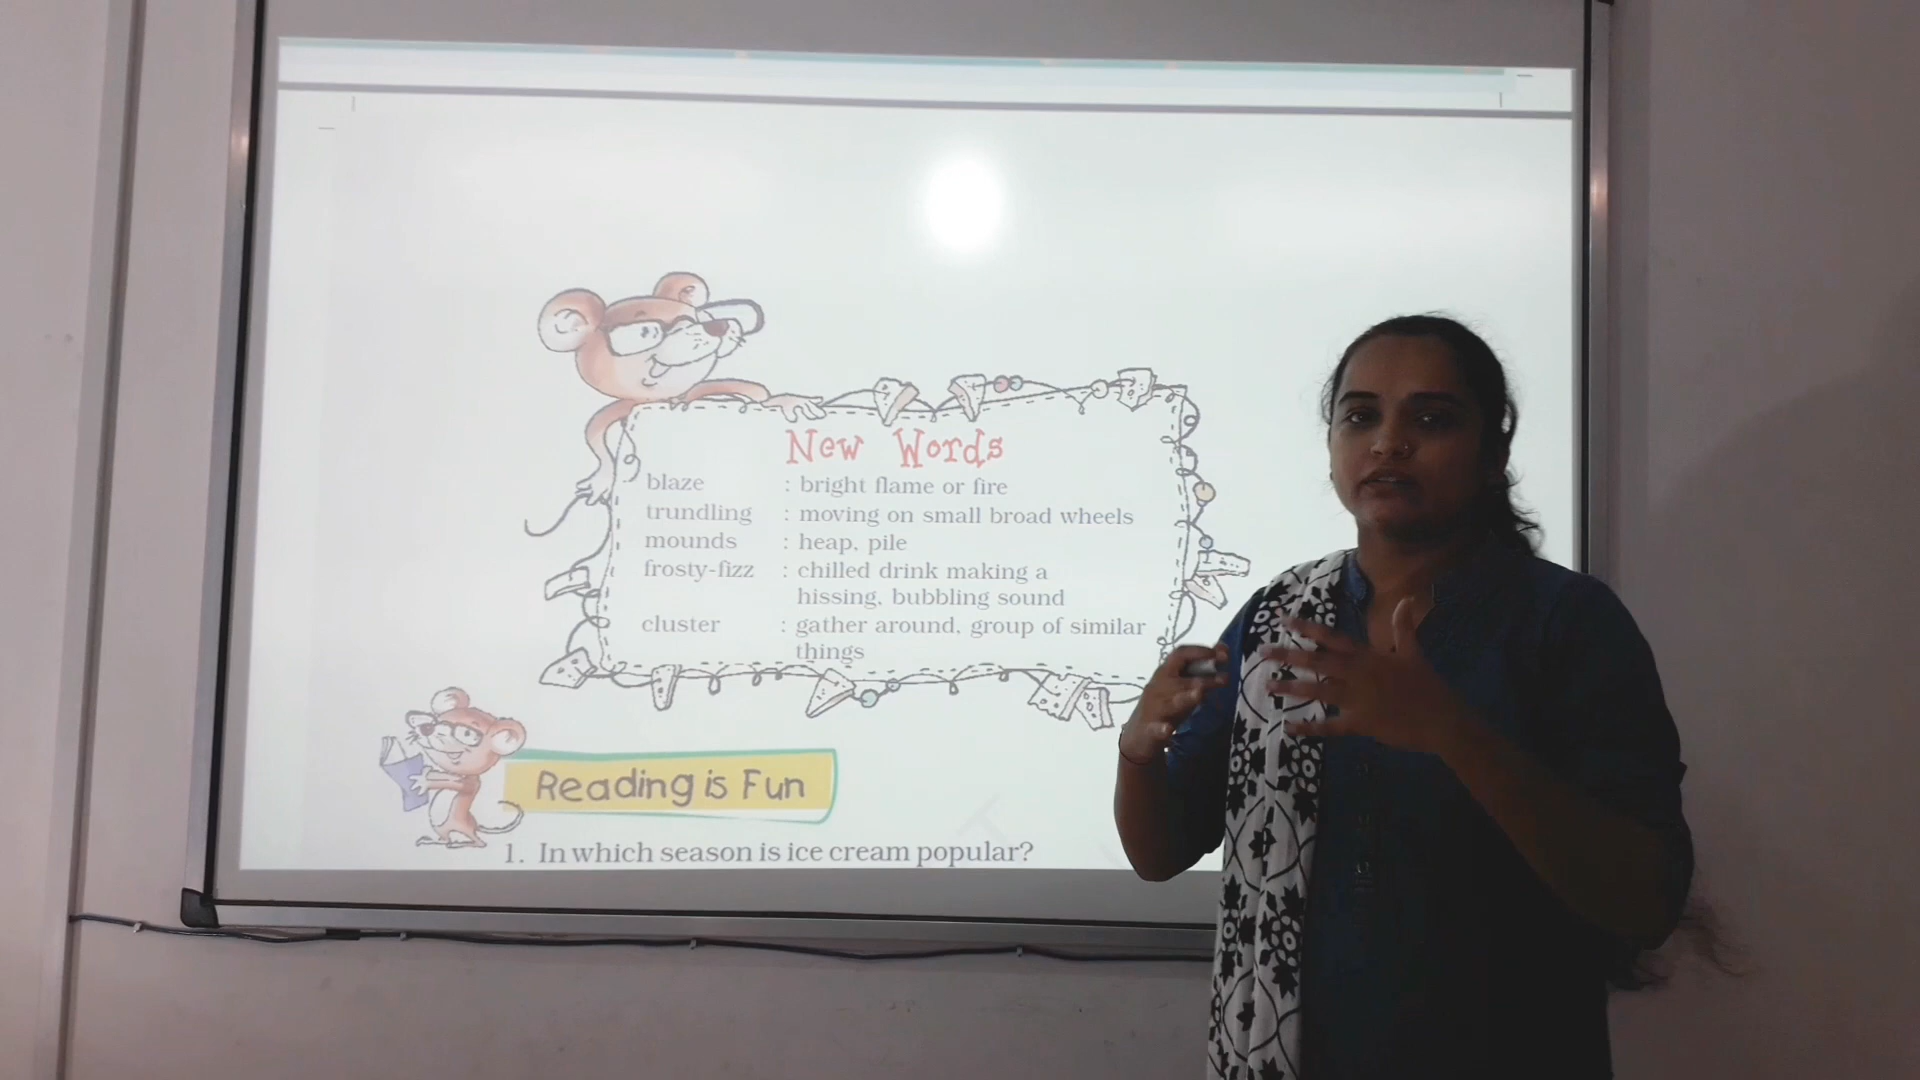 New Words
blaze : bright flame or fire
trundling : moving on small broad wheels
mounds : heap, pile
frosty-fizz : chilled drink making a
hissing, bubbling sound
cluster : gather around, group of similar
things
Reading is Fun
1. In which season is ice cream popular?